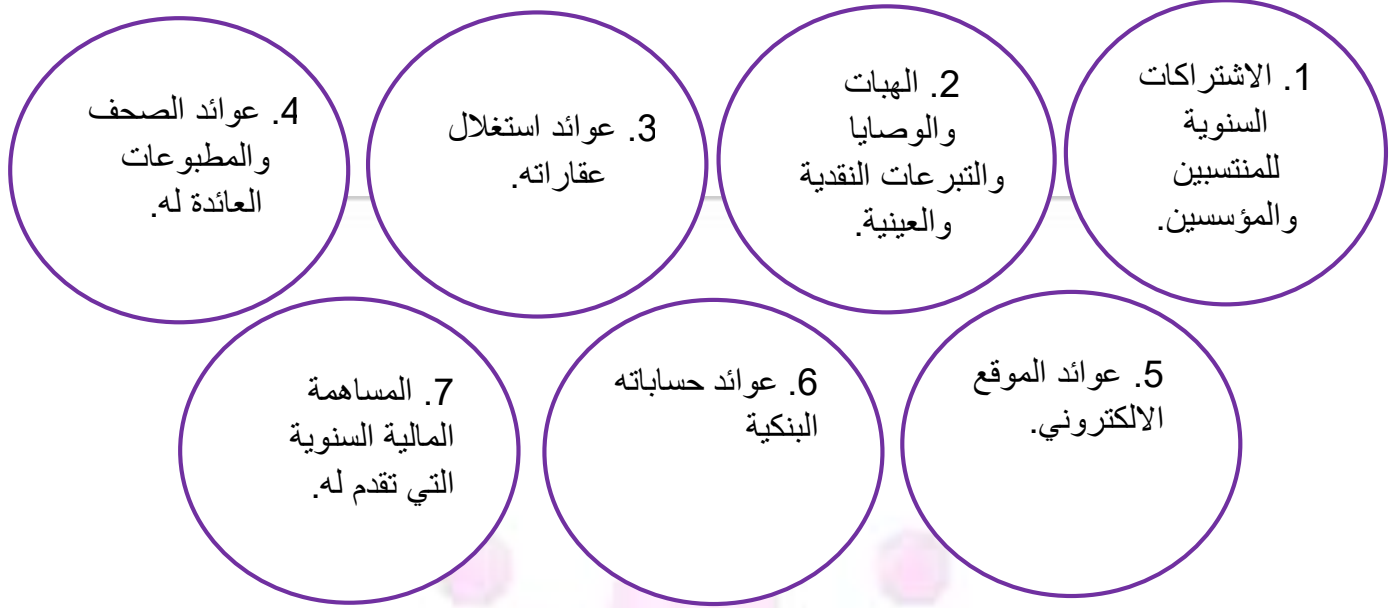 1. الاشتراكات
السنوية
للمنتسبين
والمؤسسين.
2. الهبات
والوصايا
والتبرعات النقدية
والعينية.
3. عوائد استغلال
عقاراته.
4. عوائد الصحف
والمطبوعات
العائدة له.
5. عوائد الموقع
الالكتروني.
6. عوائد حساباته
البنكية
7. المساهمة
المالية السنوية
التي تقدم له.